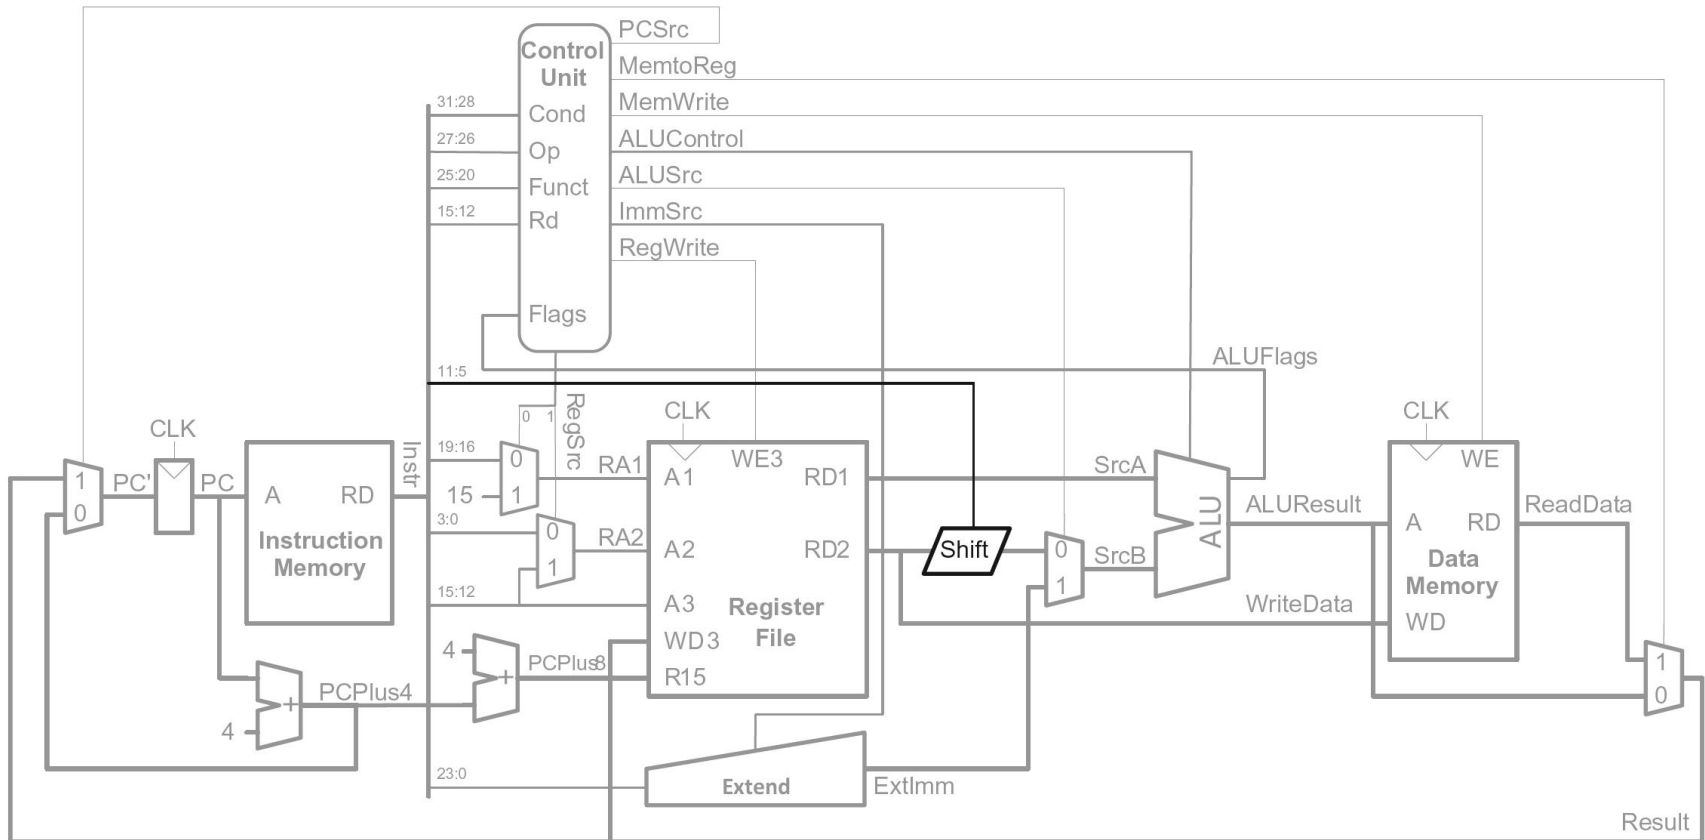 PCSrc
Control
Unit
MemtoReg
31:28
Cond
MemWrite
27:26
Op
ALUControl
25:20
Funct
ALUSrc
15:12
Rd
ImmSrc
RegWrite
Flags
ALUFlags
11:5
RegSrc
0 1
CLK
CLK
CLK
Instr
19:16
0
RA1
A1
WE3
RD1
SrcA
WE
1
0
PC'
PC
A
RD
15
1
ALU
ALUResult
A
RD
ReadData
Instruction
Memory
3:0
0
1
RA2
A2
RD2
Shift
0
1
SrcB
Data
Memory
15:12
A3
Register
File
WriteData
WD
4
+
PCPlus8
WD3
R15
1
0
+
4
PCPlus4
23:0
Extend
ExtImm
Result